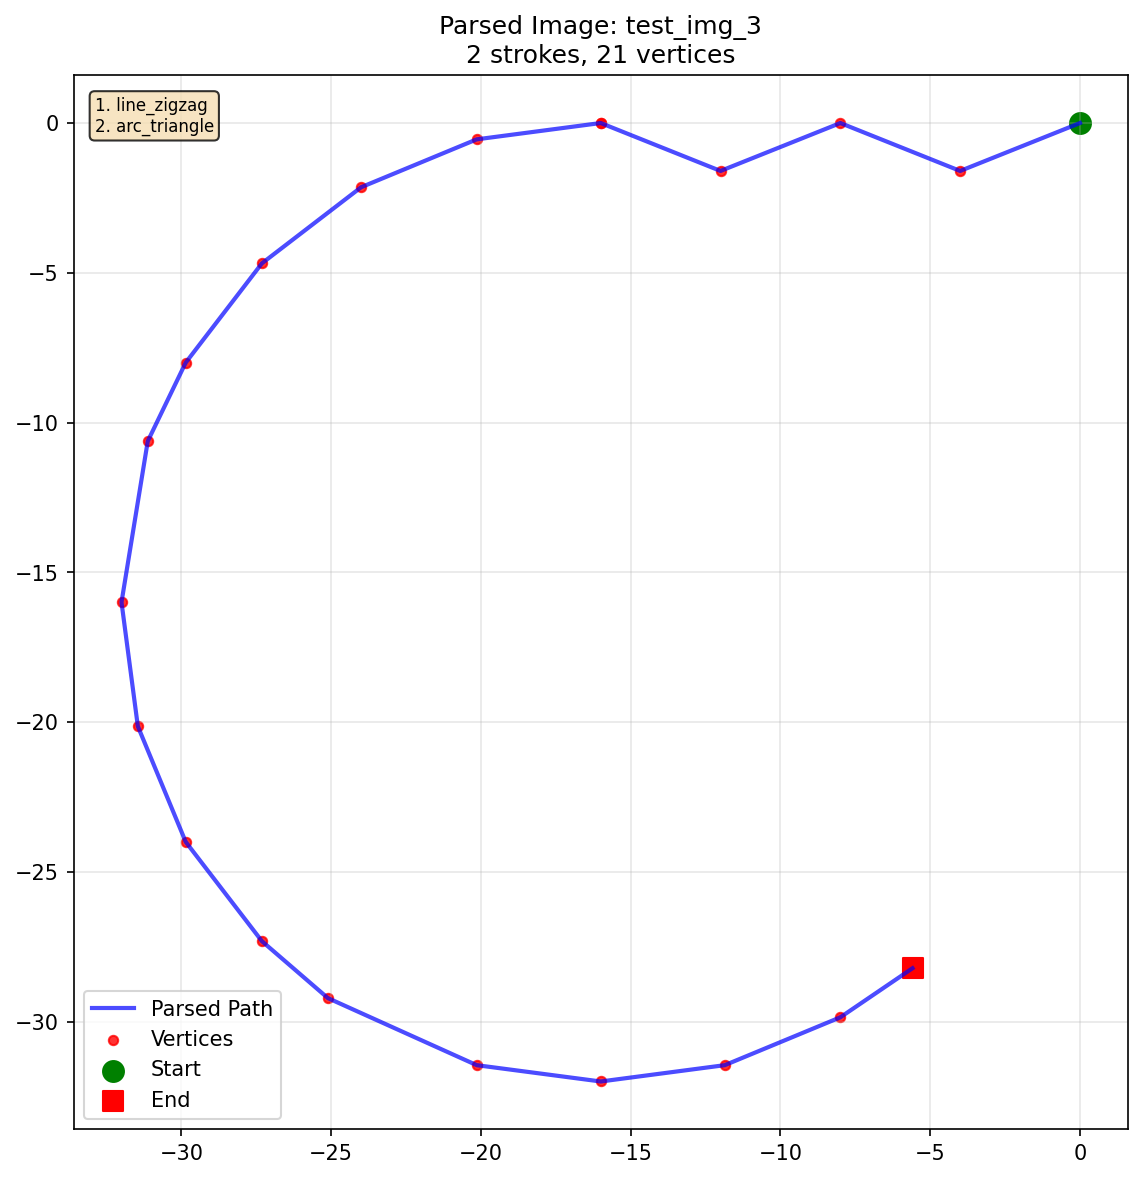 Parsed Image: test_img_3
2 strokes, 21 vertices
1. line_zigzag
2. arc_triangle
0
−5
−10
−15
−20
−25
−30
Parsed Path
Vertices
Start
End
−30
−25
−20
−15
−10
−5
0